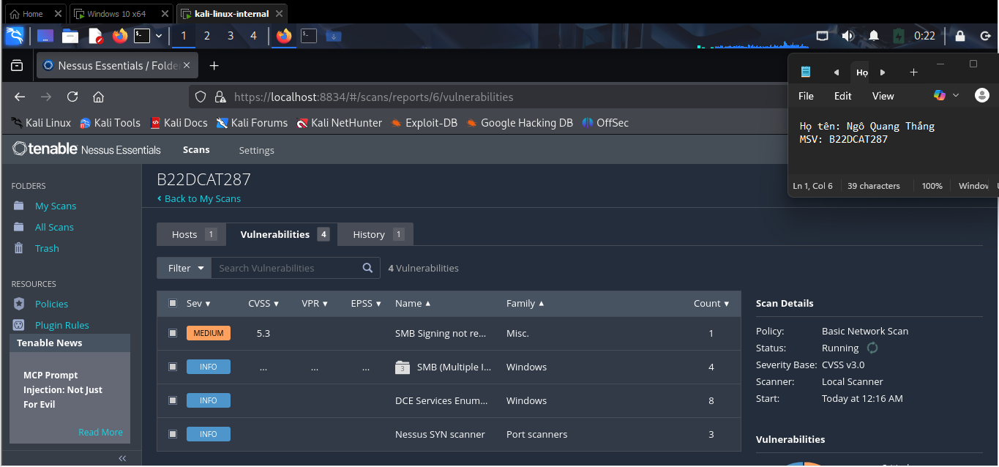 Home
Windows 10 x64
kali-linux-internal
1 2 3 4
0:22
Nessus Essentials / Folde
https://localhost:8834/#/scans/reports/6/vulnerabilities
Kali Linux Kali Tools Kali Docs Kali Forums Kali NetHunter Exploit-DB Google Hacking DB OffSec
Họ
File Edit View
Họ tên: Ngô Quang Thắng
MSV: B22DCAT287
Ln 1, Col 6 39 characters 100% Window
tenable Nessus Essentials Scans Settings
FOLDERS
My Scans
All Scans
Trash
RESOURCES
Policies
Plugin Rules
Tenable News
MCP Prompt
Injection: Not Just
For Evil
Read More
B22DCAT287
Back to My Scans
Hosts 1 Vulnerabilities 4 History 1
Filter Search Vulnerabilities 4 Vulnerabilities
Sev CVSS VPR EPSS Name Family Count
MEDIUM 5.3 SMB Signing not re... Misc. 1
INFO ... ... ... 3 SMB (Multiple I... Windows 4
INFO DCE Services Enum... Windows 8
INFO Nessus SYN scanner Port scanners 3
Scan Details
Policy: Basic Network Scan
Status: Running
Severity Base: CVSS v3.0
Scanner: Local Scanner
Start: Today at 12:16 AM
Vulnerabilities